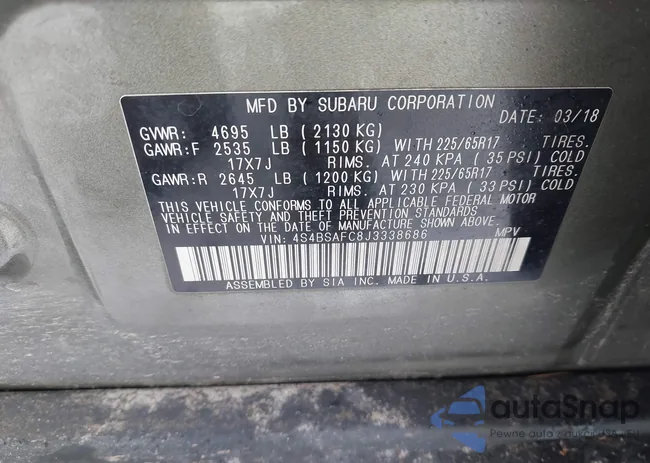 MFD BY SUBARU CORPORATION
DATE: 03/18
GVWR: 4695 LB (2130 KG)
GAWR:F 2535 LB (1150 KG) WITH 225/65R17 TIRES.
17X7J RIMS. AT 240 KPA (35 PSI) COLD
GAWR:R 2645 LB (1200 KG) WITH 225/65R17 TIRES.
17X7J RIMS. AT 230 KPA (33 PSI) COLD
THIS VEHICLE CONFORMS TO ALL APPLICABLE FEDERAL MOTOR
VEHICLE SAFETY AND THEFT PREVENTION STANDARDS
IN EFFECT ON THE DATE OF MANUFACTURE SHOWN ABOVE.
VIN: 4S4BSAFC8J3338686 MPV
ASSEMBLED BY SIA INC. MADE IN U.S.A.
autoSnap
Pewne auto z aukcji USA